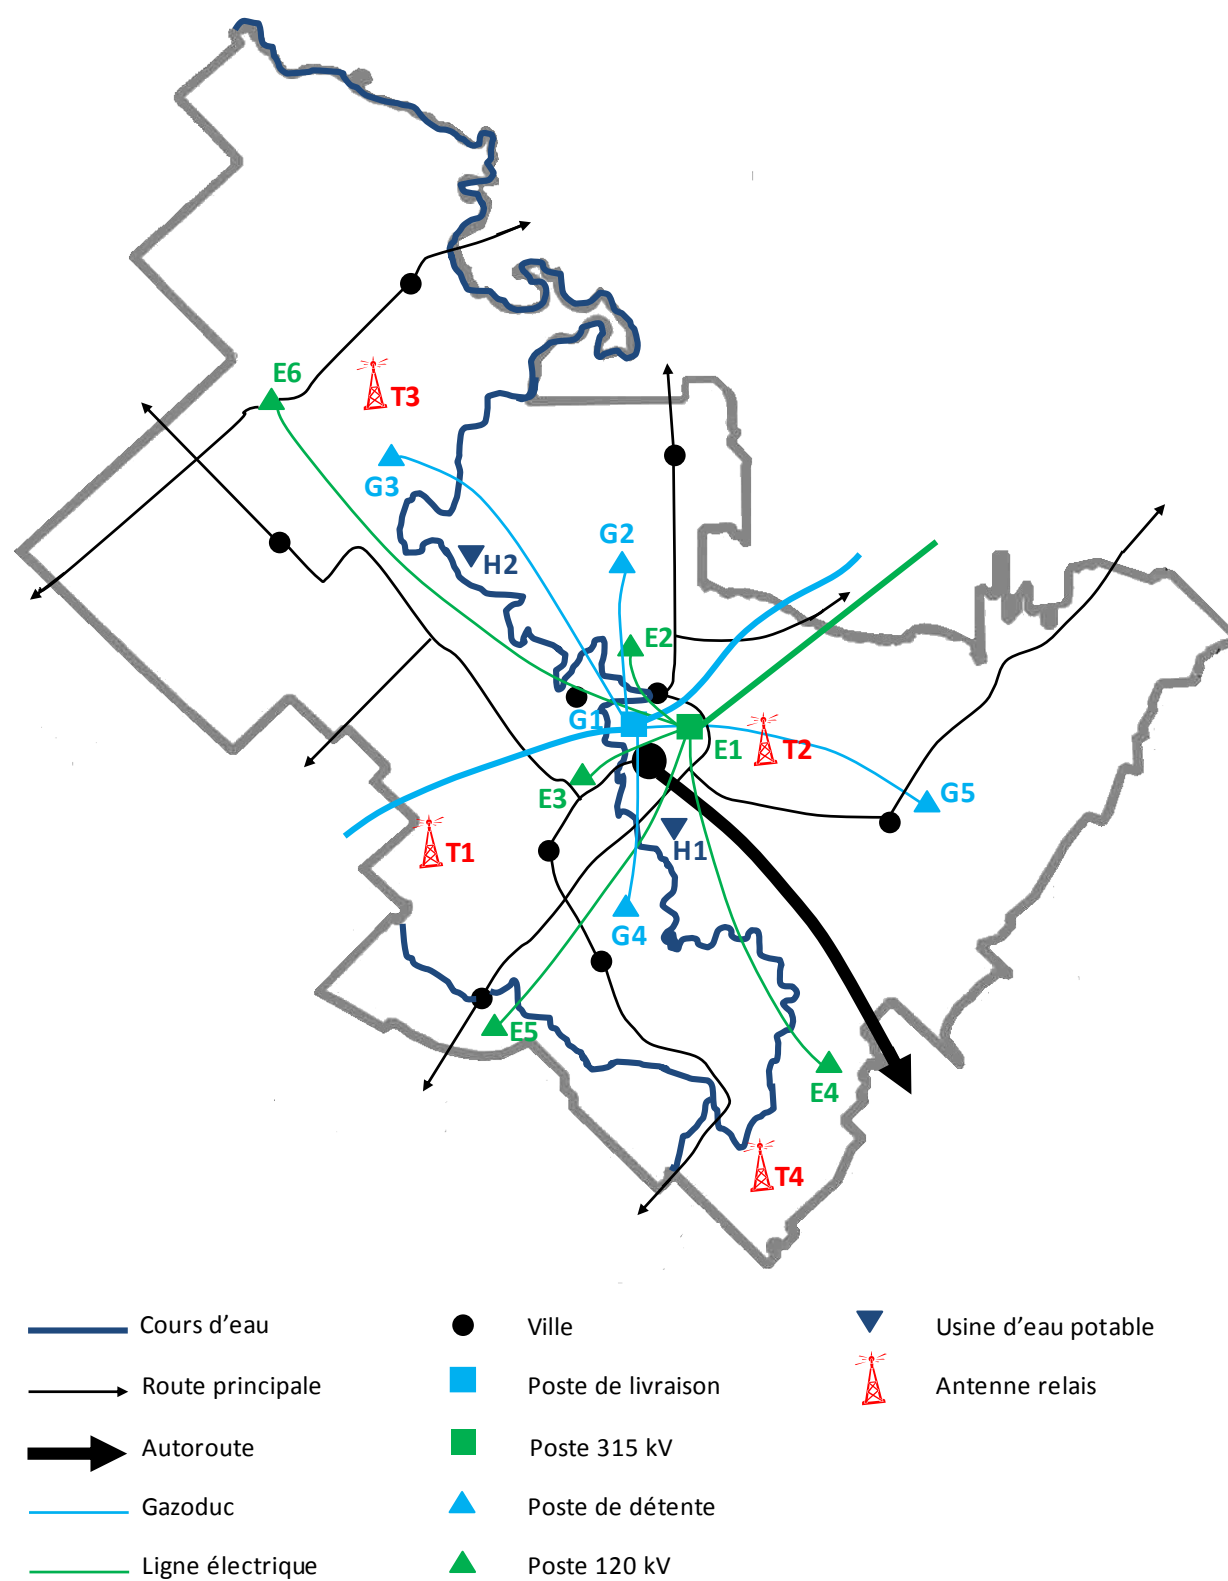 E6
T3
G3
G2
H2
E2
G1
E1
T2
E3
G5
T1
H1
G4
E5
E4
T4
Cours d'eau
Ville
Usine d'eau potable
Route principale
Poste de livraison
Antenne relais
Autoroute
Poste 315 kV
Gazoduc
Poste de détente
Ligne électrique
Poste 120 kV